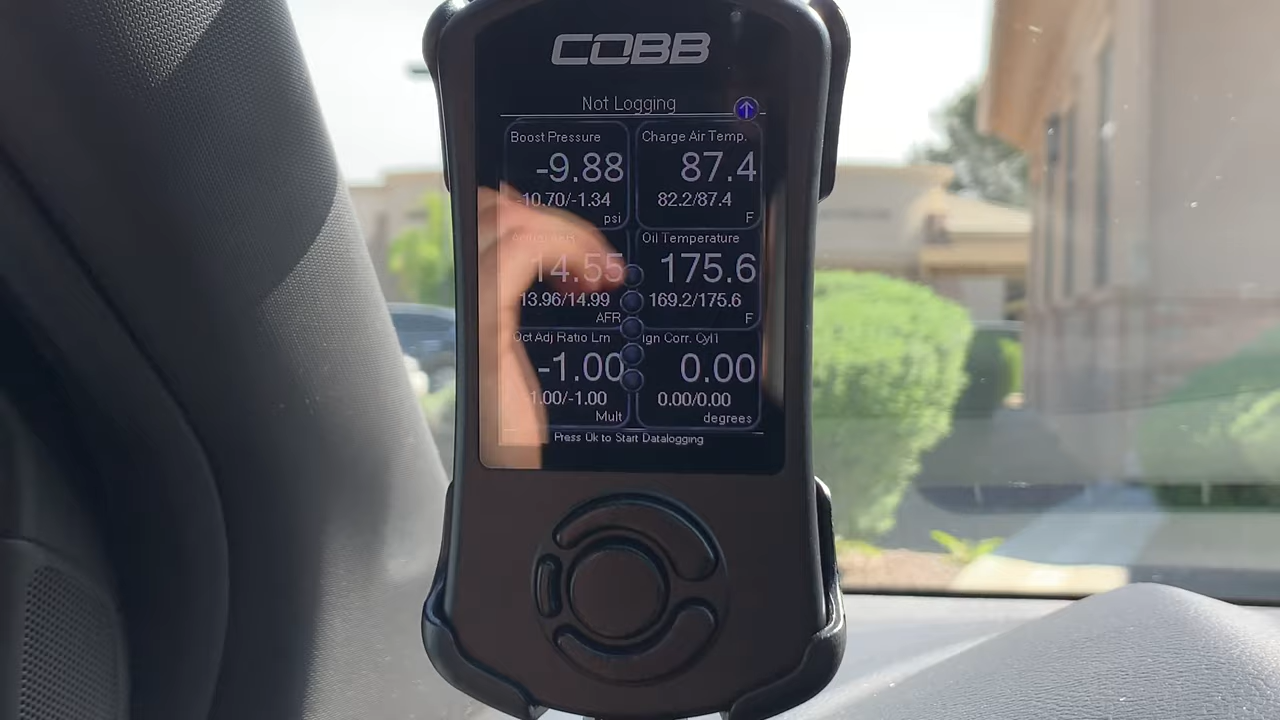 COBB
Not Logging
Boost Pressure
-9.88
-10.70/-1.34
psi
Charge Air Temp.
87.4
82.2/87.4
F
14.55
13.96/14.99
AFR
Oil Temperature
175.6
169.2/175.6
F
Oct Adj Ratio Lrn
-1.00
1.00/-1.00
Mult
Ign Corr. Cyl1
0.00
0.00/0.00
degrees
Press Ok to Start Datalogging